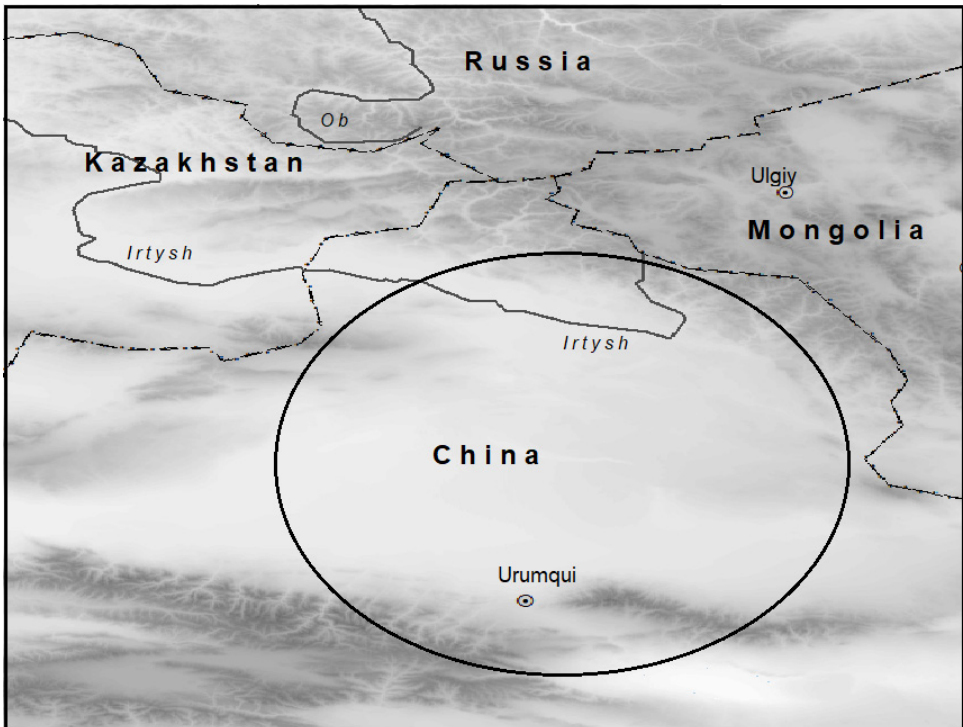 Russia
Ob
Kazakhstan
Ulgiy
Mongolia
Irtysh
Irtysh
China
Urumqui